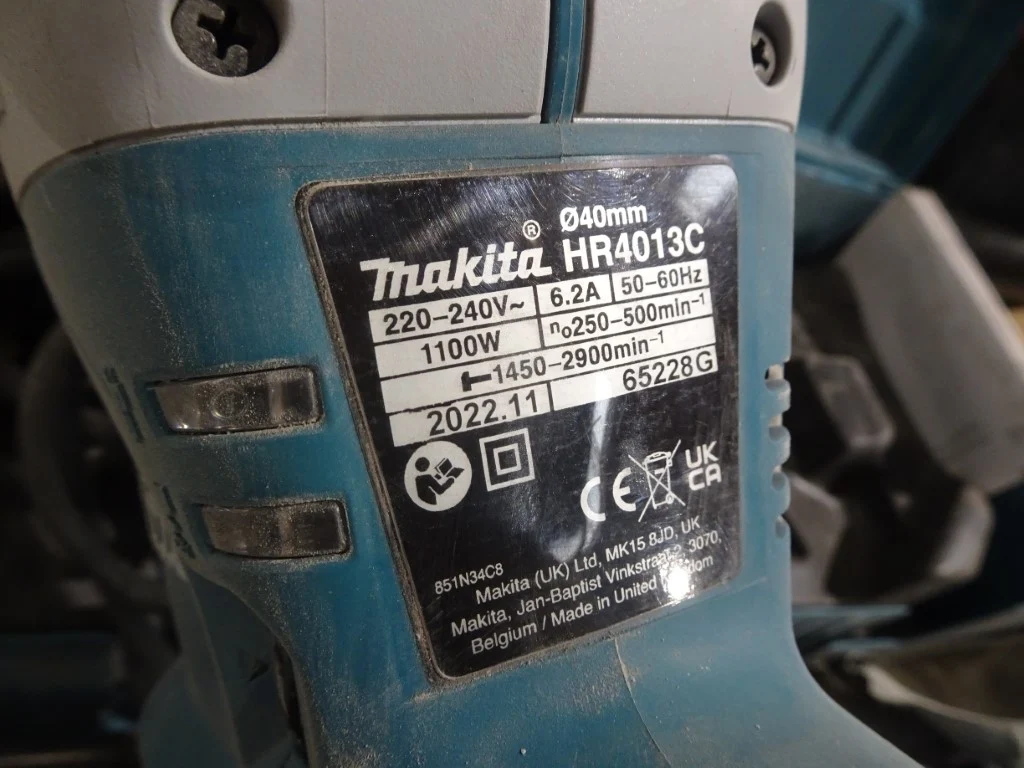 Ø40mm
makita® HR4013C
220–240V~ 6.2A 50–60Hz
1100W n₀250–500min⁻¹
1450–2900min⁻¹
2022.11 65228G
CE UK
CA
851N34C8
Makita (UK) Ltd, MK15 8JD, UK
Makita, Jan-Baptist Vinkstraat 2, 3070,
Belgium / Made in United Kingdom